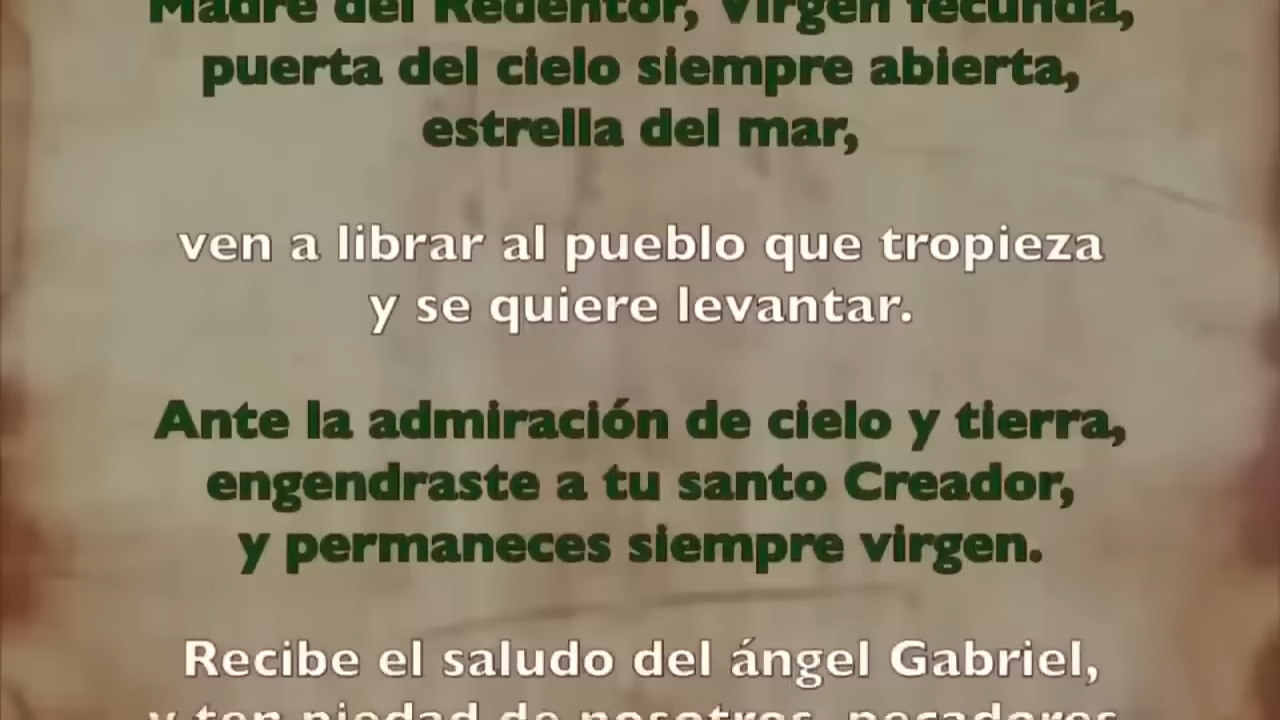 Madre del Redentor, Virgen fecunda,
puerta del cielo siempre abierta,
estrella del mar,
ven a librar al pueblo que tropieza
y se quiere levantar.
Ante la admiración de cielo y tierra,
engendraste a tu santo Creador,
y permaneces siempre virgen.
Recibe el saludo del ángel Gabriel,
y ten piedad de nosotros, pecadores